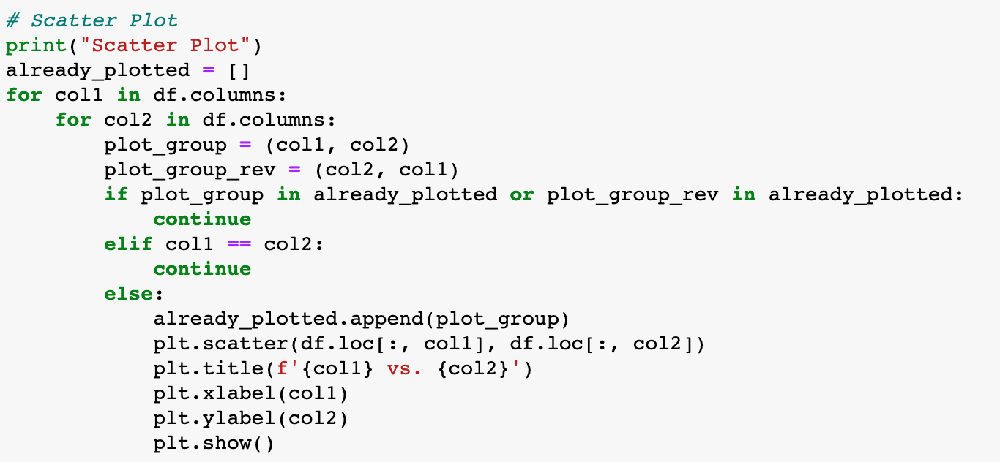 # Scatter Plot
print("Scatter Plot")
already_plotted = []
for col1 in df.columns:
    for col2 in df.columns:
        plot_group = (col1, col2)
        plot_group_rev = (col2, col1)
        if plot_group in already_plotted or plot_group_rev in already_plotted:
            continue
        elif col1 == col2:
            continue
        else:
            already_plotted.append(plot_group)
            plt.scatter(df.loc[:, col1], df.loc[:, col2])
            plt.title(f'{col1} vs. {col2}')
            plt.xlabel(col1)
            plt.ylabel(col2)
            plt.show()